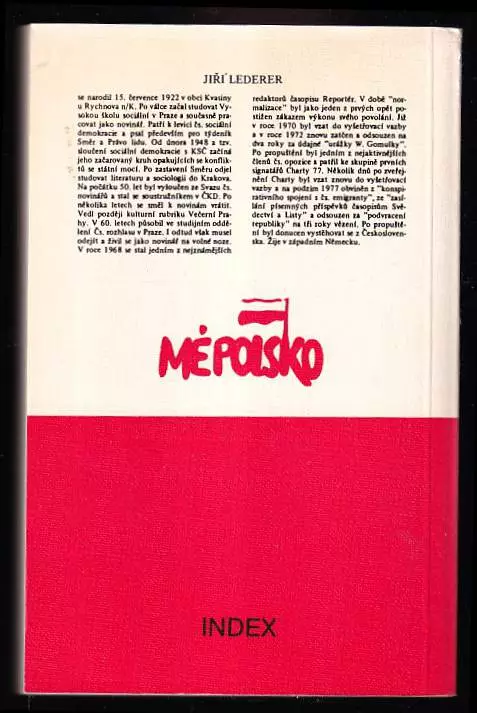 JIŘÍ LEDERER
se narodil 15. července 1922 v obci Kvasiny
u Rychnova n/K. Po válce začal studovat Vy-
sokou školu sociální v Praze a současně pra-
covat jako novinář. Patří k levici čs. sociální
demokracie a psal především pro týdeník
Směr a Právo lidu. Od února 1948 a tzv.
sloučení sociální demokracie s KSČ začíná
jeho začarovaný kruh opakujících se konflik-
tů se státní mocí. Po zastavení Směru odjel
studovat literaturu a sociologii do Krakova.
Na počátku 50. let byl vyloučen ze Svazu čs.
novinářů a stal se soustružníkem v ČKD. Po
několika letech se směl k novinám vrátit.
Vedl později kulturní rubriku Večerní Pra-
hy. V 60. letech působil ve studijním oddě-
lení Čs. rozhlasu v Praze. I odtud však musel
odejít a živil se jako novinář na volné noze.
V roce 1968 se stal jedním z nejznámějších
redaktorů časopisu Reportér. V době "nor-
malizace" byl jako jeden z prvých opět po-
stižen zákazem výkonu svého povolání. Již
v roce 1970 byl vzat do vyšetřovací vazby
a v roce 1972 znovu zatčen a odsouzen na
dva roky za údajné "urážky W. Gomulky".
Po propuštění byl jedním z nejaktivnějších
členů čs. opozice a patřil ke skupině prvních
signatářů Charty 77. Několik dnů po zveřej-
nění Charty byl vzat znovu do vyšetřovací
vazby a na podzim 1977 obviněn z "konspi-
rativního spojení s čs. emigranty", ze "zasí-
lání písemných příspěvků časopisům Svě-
dectví a Listy" a odsouzen za "podvracení
republiky" na tři roky vězení. Po propuště-
ní byl donucen vystěhovat se z Českosloven-
ska. Žije v západním Německu.
MÉ POLSKO
INDEX